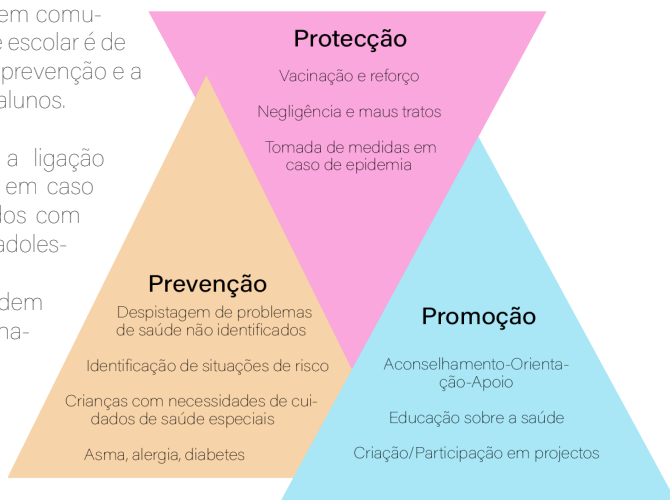 em comu-
escolar é de
prevenção e a
alunos.
a ligação
em caso
com
adoles-
Protecção
Vacinação e reforço
Negligência e maus tratos
Tomada de medidas em
caso de epidemia
Prevenção
Despistagem de problemas
de saúde não identificados
Identificação de situações de risco
Crianças com necessidades de cui-
dados de saúde especiais
Asma, alergia, diabetes
Promoção
Aconselhamento-Orienta-
ção-Apoio
Educação sobre a saúde
Criação/Participação em projectos